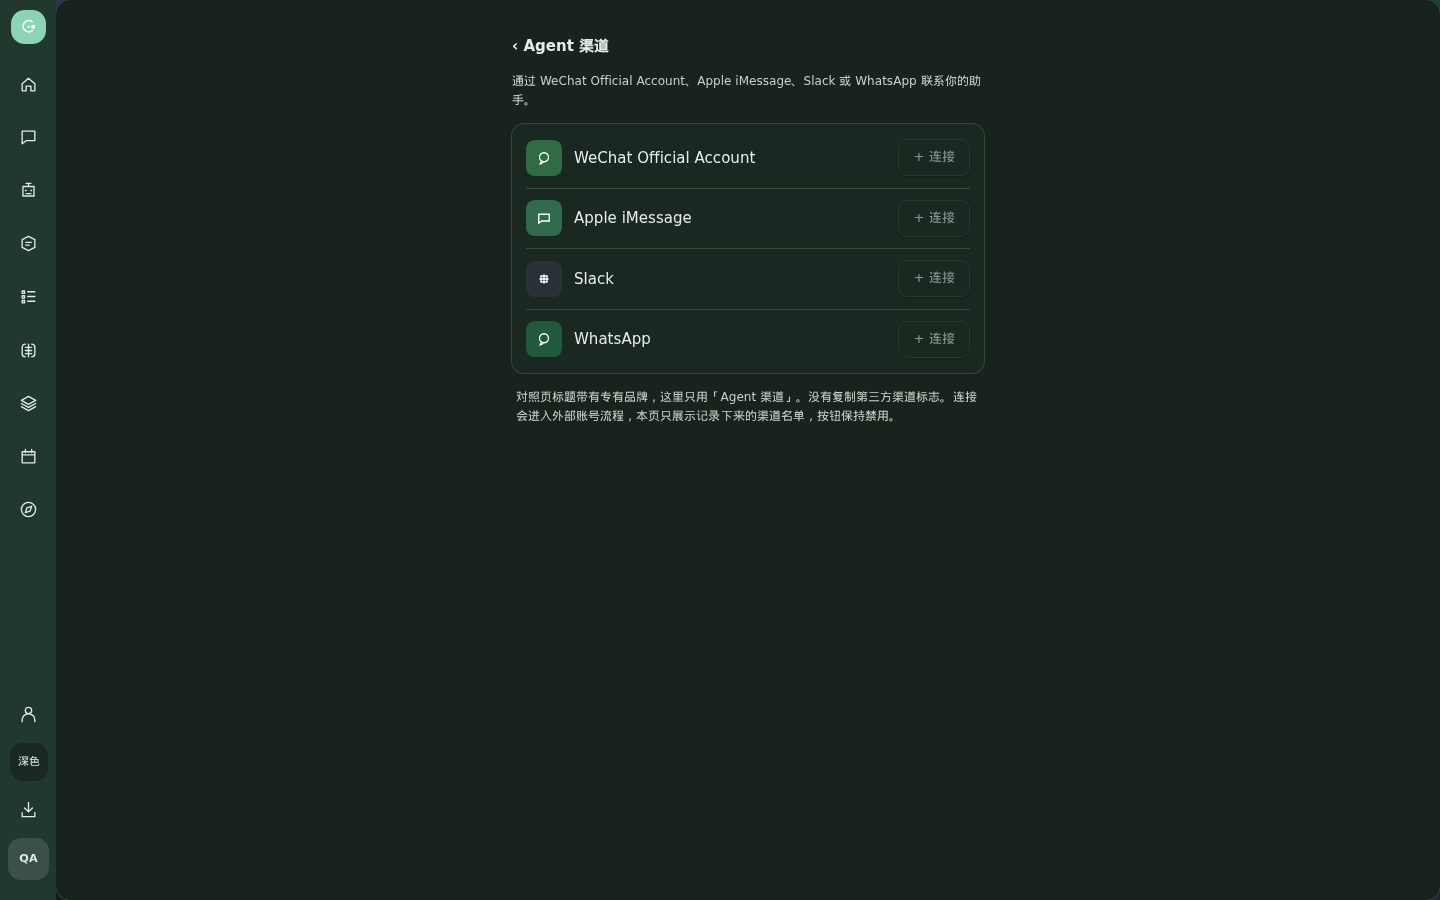 ‹ Agent 渠道
通过 WeChat Official Account、Apple iMessage、Slack 或 WhatsApp 联系你的助
手。
WeChat Official Account
+ 连接
Apple iMessage
+ 连接
Slack
+ 连接
WhatsApp
+ 连接
对照页标题带有专有品牌，这里只用「Agent 渠道」。没有复制第三方渠道标志。连接
会进入外部账号流程，本页只展示记录下来的渠道名单，按钮保持禁用。
深色
QA